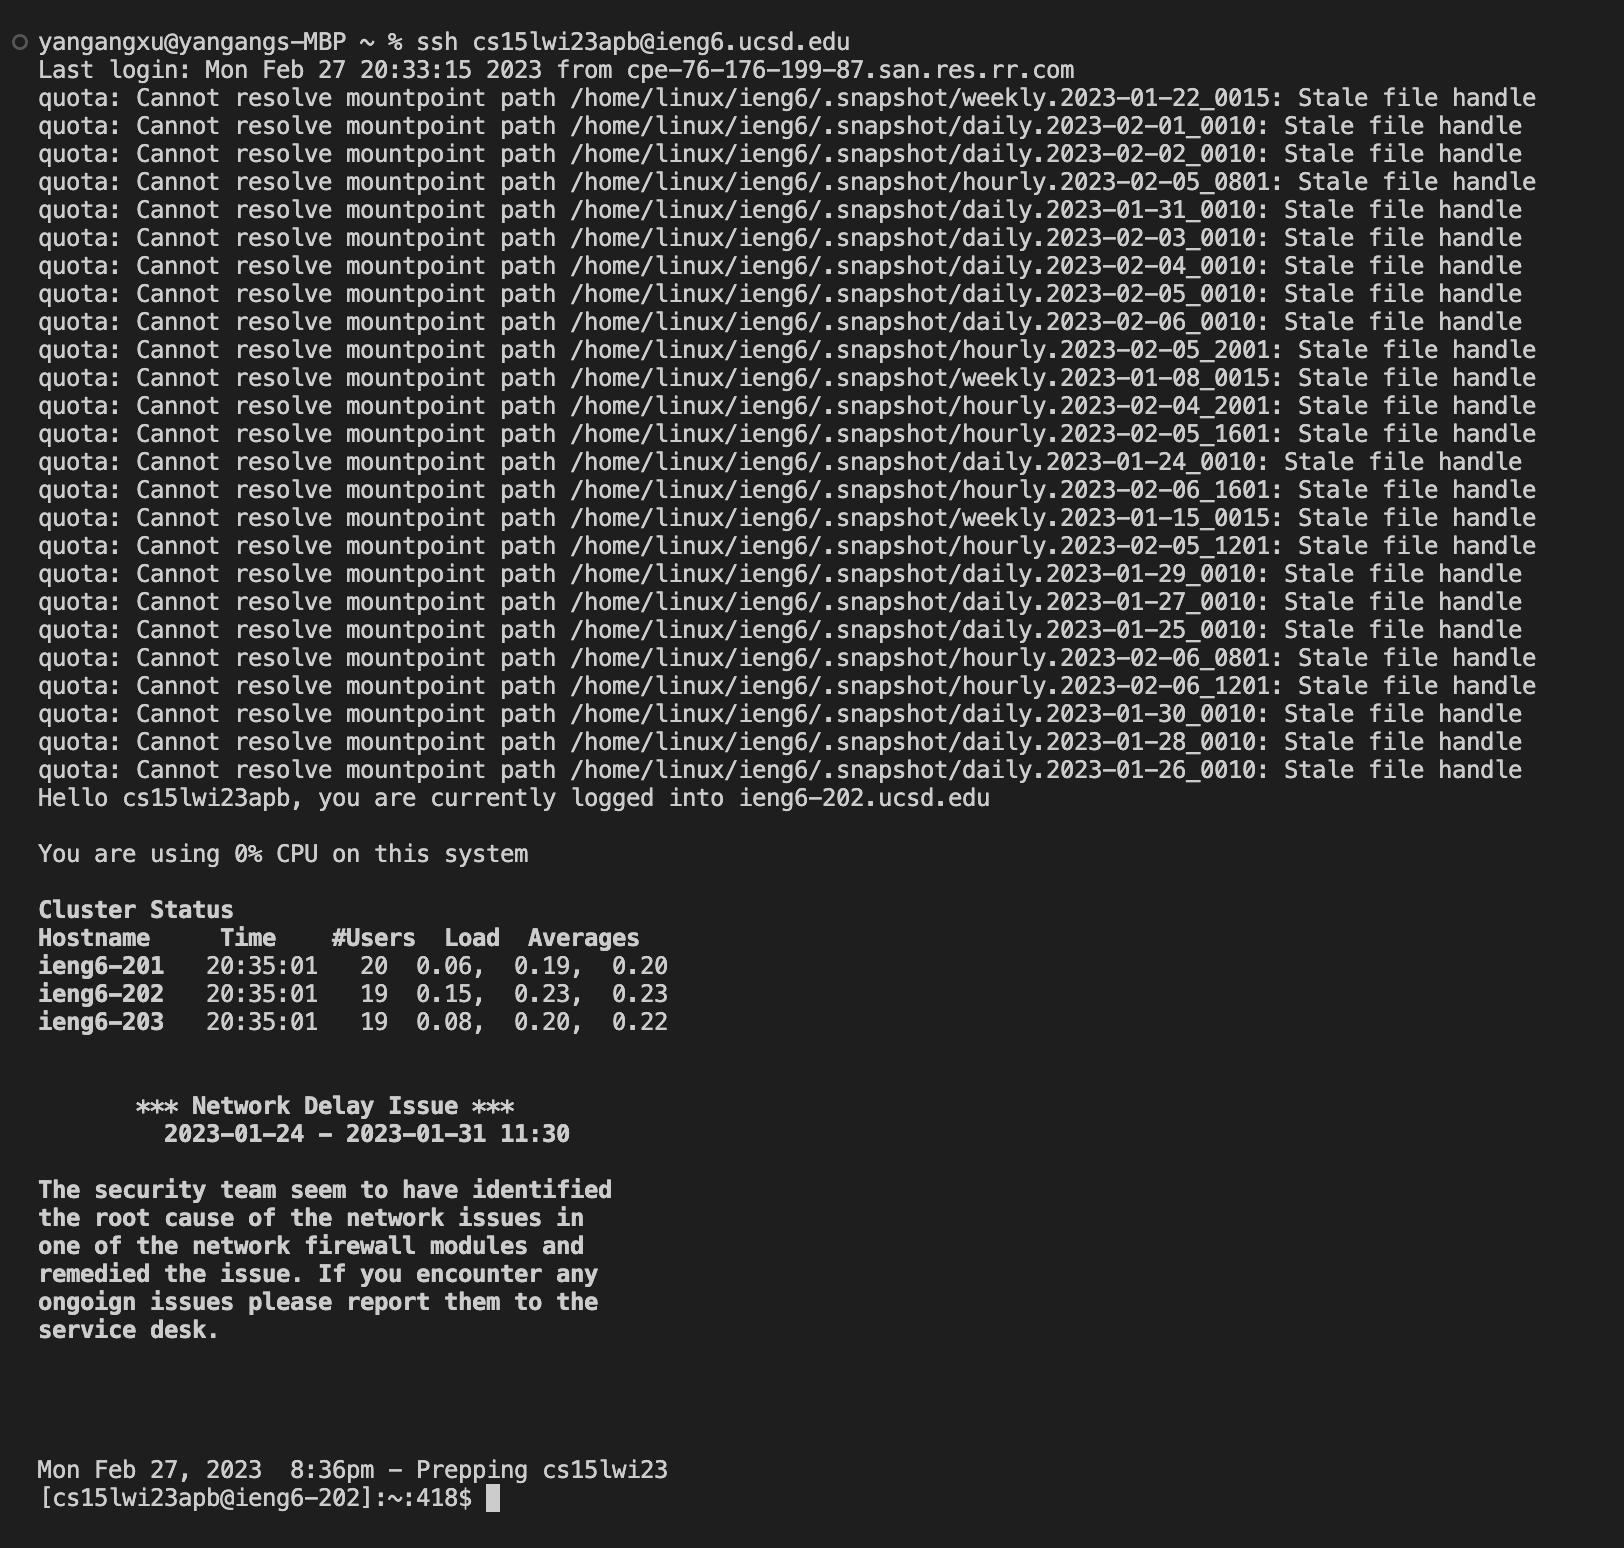 yangangxu@yangangs-MBP ~ % ssh cs15lwi23apb@ieng6.ucsd.edu
Last login: Mon Feb 27 20:33:15 2023 from cpe-76-176-199-87.san.res.rr.com
quota: Cannot resolve mountpoint path /home/linux/ieng6/.snapshot/weekly.2023-01-22_0015: Stale file handle
quota: Cannot resolve mountpoint path /home/linux/ieng6/.snapshot/daily.2023-02-01_0010: Stale file handle
quota: Cannot resolve mountpoint path /home/linux/ieng6/.snapshot/daily.2023-02-02_0010: Stale file handle
quota: Cannot resolve mountpoint path /home/linux/ieng6/.snapshot/hourly.2023-02-05_0801: Stale file handle
quota: Cannot resolve mountpoint path /home/linux/ieng6/.snapshot/daily.2023-01-31_0010: Stale file handle
quota: Cannot resolve mountpoint path /home/linux/ieng6/.snapshot/daily.2023-02-03_0010: Stale file handle
quota: Cannot resolve mountpoint path /home/linux/ieng6/.snapshot/daily.2023-02-04_0010: Stale file handle
quota: Cannot resolve mountpoint path /home/linux/ieng6/.snapshot/daily.2023-02-05_0010: Stale file handle
quota: Cannot resolve mountpoint path /home/linux/ieng6/.snapshot/daily.2023-02-06_0010: Stale file handle
quota: Cannot resolve mountpoint path /home/linux/ieng6/.snapshot/hourly.2023-02-05_2001: Stale file handle
quota: Cannot resolve mountpoint path /home/linux/ieng6/.snapshot/weekly.2023-01-08_0015: Stale file handle
quota: Cannot resolve mountpoint path /home/linux/ieng6/.snapshot/hourly.2023-02-04_2001: Stale file handle
quota: Cannot resolve mountpoint path /home/linux/ieng6/.snapshot/hourly.2023-02-05_1601: Stale file handle
quota: Cannot resolve mountpoint path /home/linux/ieng6/.snapshot/daily.2023-01-24_0010: Stale file handle
quota: Cannot resolve mountpoint path /home/linux/ieng6/.snapshot/hourly.2023-02-06_1601: Stale file handle
quota: Cannot resolve mountpoint path /home/linux/ieng6/.snapshot/weekly.2023-01-15_0015: Stale file handle
quota: Cannot resolve mountpoint path /home/linux/ieng6/.snapshot/hourly.2023-02-05_1201: Stale file handle
quota: Cannot resolve mountpoint path /home/linux/ieng6/.snapshot/daily.2023-01-29_0010: Stale file handle
quota: Cannot resolve mountpoint path /home/linux/ieng6/.snapshot/daily.2023-01-27_0010: Stale file handle
quota: Cannot resolve mountpoint path /home/linux/ieng6/.snapshot/daily.2023-01-25_0010: Stale file handle
quota: Cannot resolve mountpoint path /home/linux/ieng6/.snapshot/hourly.2023-02-06_0801: Stale file handle
quota: Cannot resolve mountpoint path /home/linux/ieng6/.snapshot/hourly.2023-02-06_1201: Stale file handle
quota: Cannot resolve mountpoint path /home/linux/ieng6/.snapshot/daily.2023-01-30_0010: Stale file handle
quota: Cannot resolve mountpoint path /home/linux/ieng6/.snapshot/daily.2023-01-28_0010: Stale file handle
quota: Cannot resolve mountpoint path /home/linux/ieng6/.snapshot/daily.2023-01-26_0010: Stale file handle
Hello cs15lwi23apb, you are currently logged into ieng6-202.ucsd.edu
You are using 0% CPU on this system
Cluster Status
Hostname     Time    #Users  Load  Averages
ieng6-201   20:35:01   20  0.06,  0.19,  0.20
ieng6-202   20:35:01   19  0.15,  0.23,  0.23
ieng6-203   20:35:01   19  0.08,  0.20,  0.22
*** Network Delay Issue ***
2023-01-24 - 2023-01-31 11:30
The security team seem to have identified
the root cause of the network issues in
one of the network firewall modules and
remedied the issue. If you encounter any
ongoign issues please report them to the
service desk.
Mon Feb 27, 2023  8:36pm - Prepping cs15lwi23
[cs15lwi23apb@ieng6-202]:~:418$